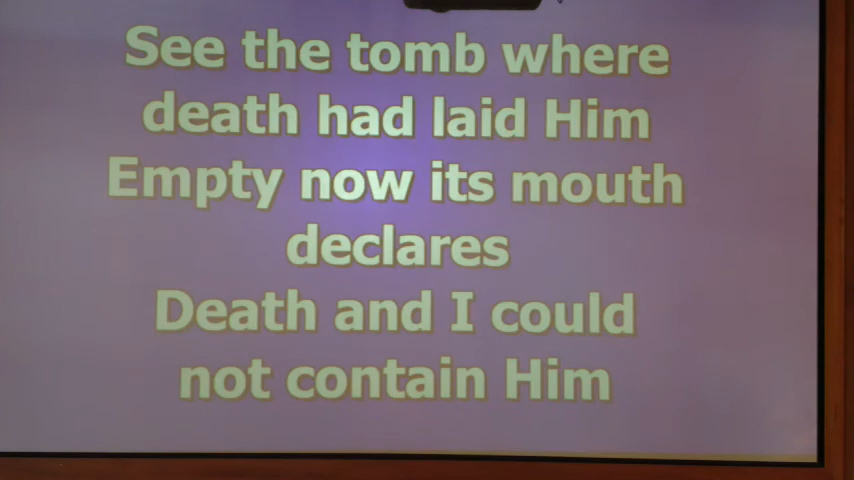 See the tomb where
death had laid Him
Empty now its mouth
declares
Death and I could
not contain Him